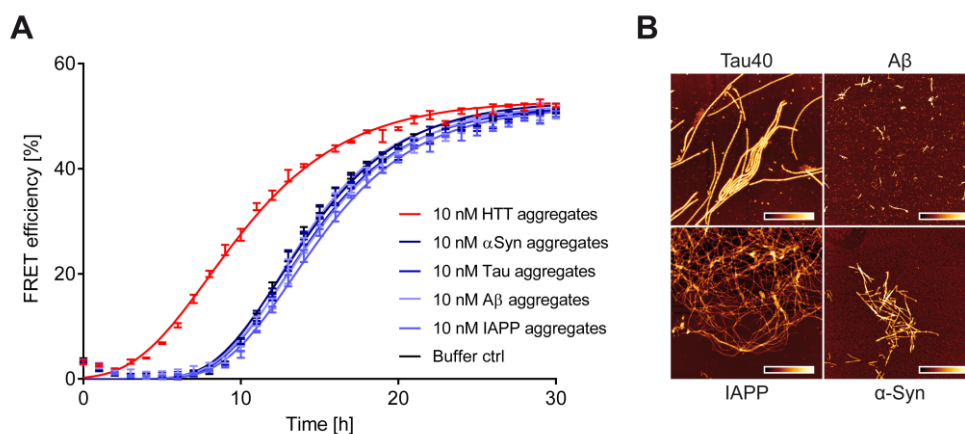 A
FRET efficiency [%]
60
40
20
0
0
10
20
30
Time [h]
10 nM HTT aggregates
10 nM αSyn aggregates
10 nM Tau aggregates
10 nM Aβ aggregates
10 nM IAPP aggregates
Buffer ctrl
B
Tau40
Aβ
IAPP
α-Syn